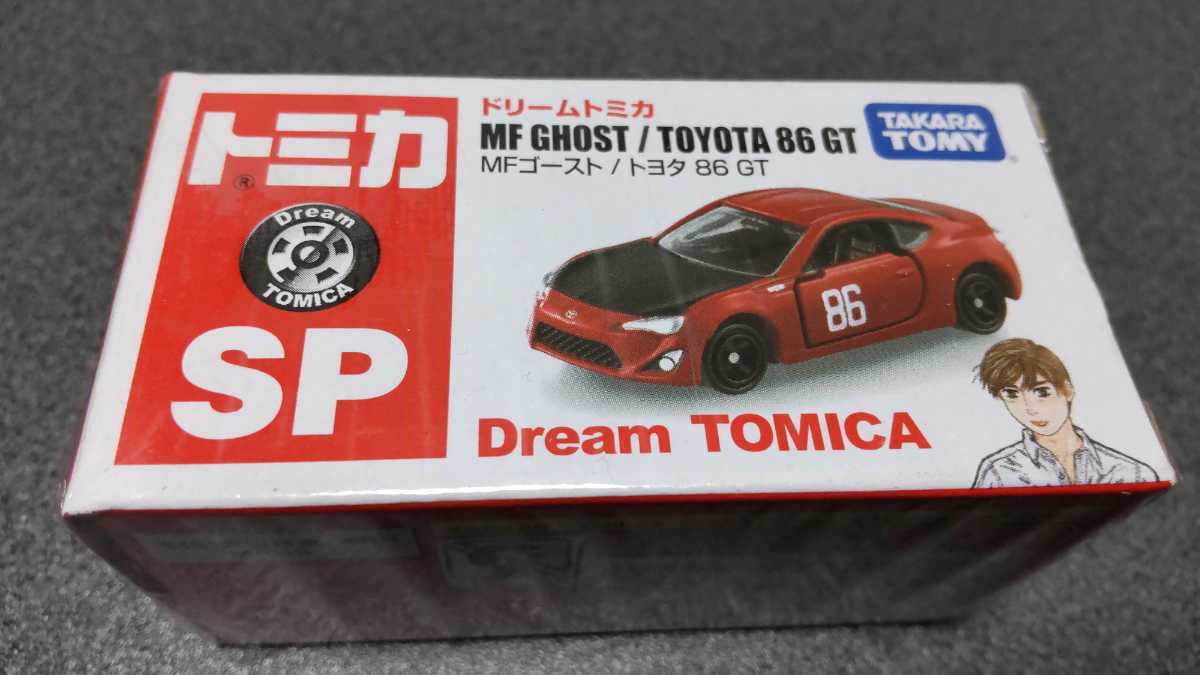 トミカ
®
Dream
TOMICA
SP
ドリームトミカ
MF GHOST / TOYOTA 86 GT
MFゴースト / トヨタ 86 GT
TAKARA
TOMY
®
86
Dream TOMICA